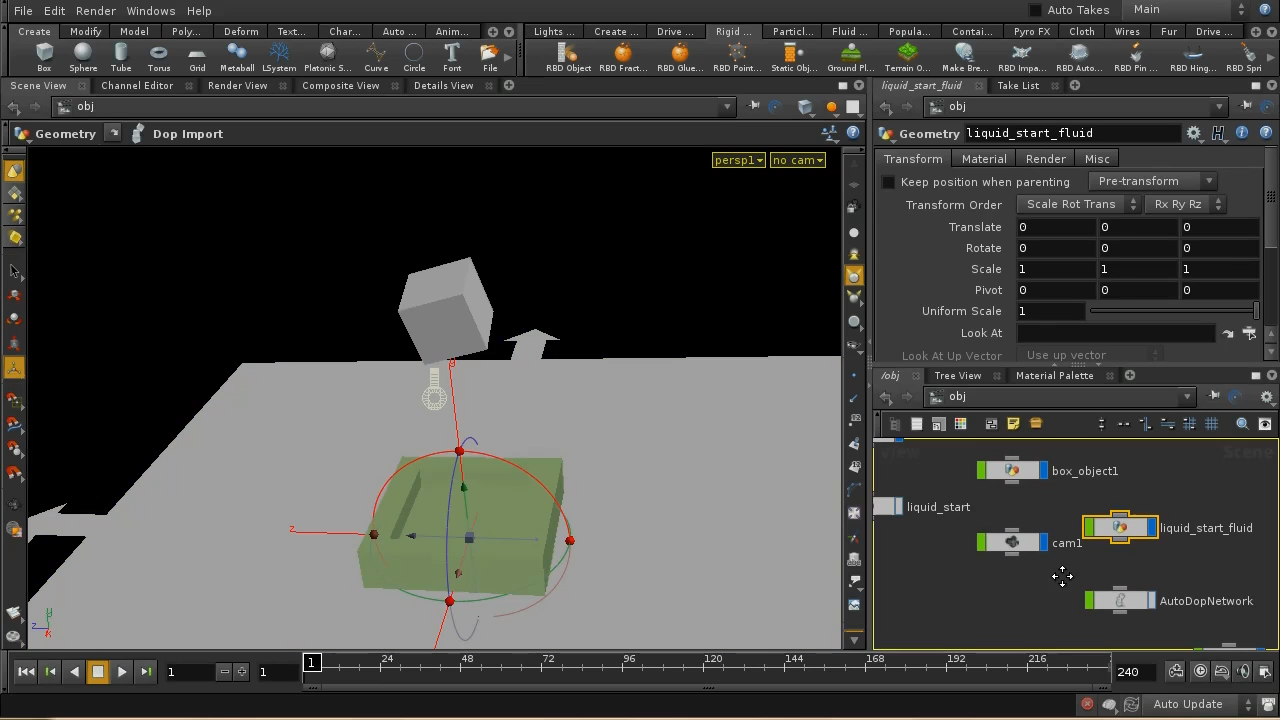 File Edit Render Windows Help
Auto Takes Main
Create Modify Model Poly... Deform Text... Char... Auto ... Anim...
Lights ... Create ... Drive ... Rigid ... Particl... Fluid ... Popula... Contai... Pyro FX Cloth Wires Fur Drive ...
Box Sphere Tube Torus Grid Metaball LSystem Platonic S... Curve Circle Font File
RBD Object RBD Fract... RBD Glue... RBD Point... Static Obj... Ground Pl... Terrain O... Make Bre... RBD Impa... RBD Auto... RBD Pin ... RBD Hing... RBD Spri
Scene View Channel Editor Render View Composite View Details View
liquid_start_fluid Take List
obj
obj
Geometry Dop Import
Geometry liquid_start_fluid
persp1 no cam
Transform Material Render Misc
Keep position when parenting Pre-transform
Transform Order Scale Rot Trans Rx Ry Rz
Translate 0 0 0
Rotate 0 0 0
Scale 1 1 1
Pivot 0 0 0
Uniform Scale 1
Look At
Look At Up Vector Use up vector
/obj Tree View Material Palette
obj
box_object1
liquid_start
liquid_start_fluid
cam1
AutoDopNetwork
z
y
z
x
1 1 1 24 48 72 96 120 144 168 192 216 240
Auto Update